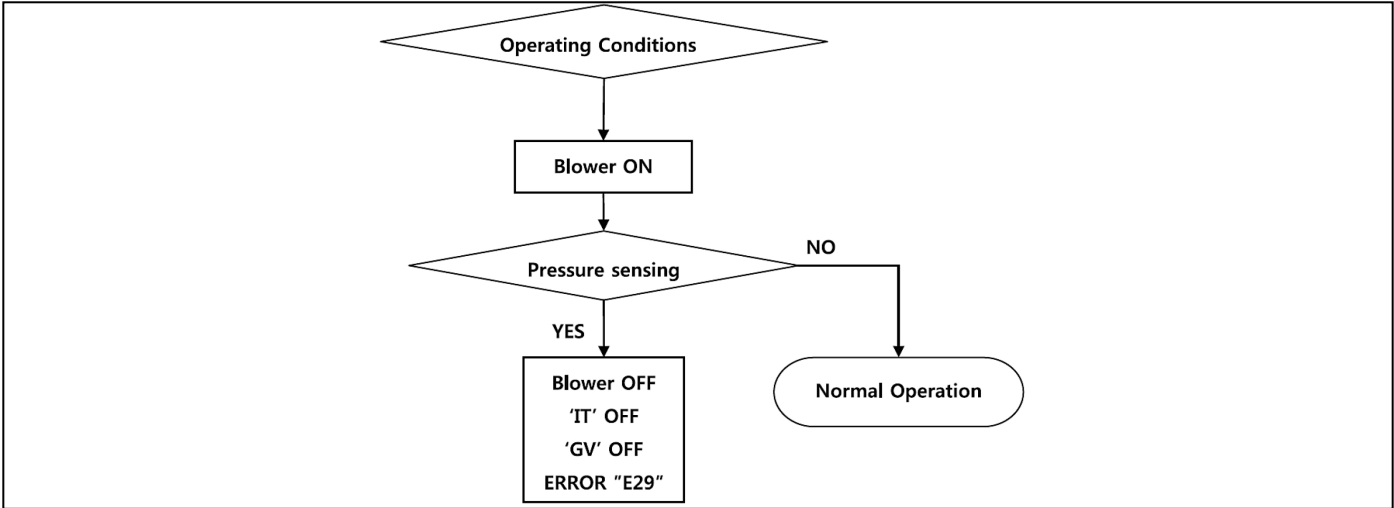 Operating Conditions
Blower ON
Pressure sensing
NO
YES
Blower OFF
‘IT’ OFF
‘GV’ OFF
ERROR "E29"
Normal Operation